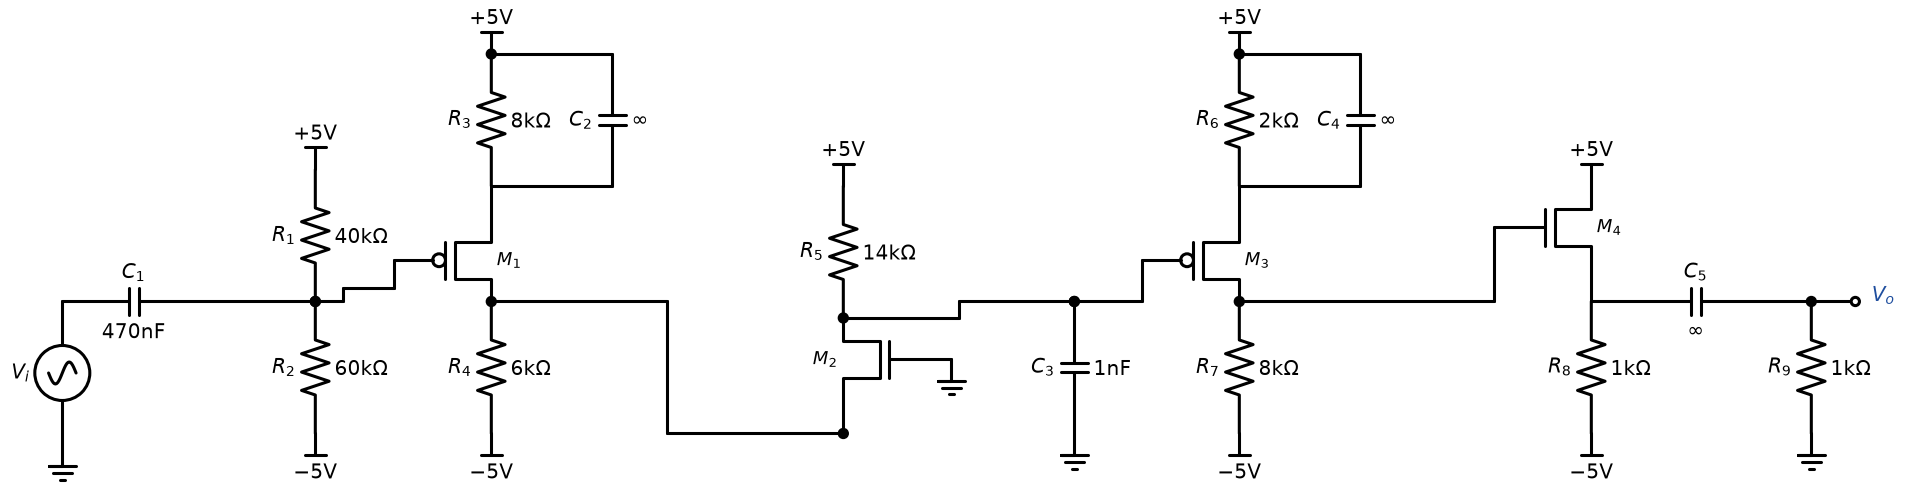 +5V
+5V
R3
8kΩ
C2
∞
R6
2kΩ
C4
∞
+5V
+5V
+5V
R1
40kΩ
M1
R5
14kΩ
M3
M4
C1
470nF
C5
∞
Vo
Vi
R2
60kΩ
R4
6kΩ
M2
C3
1nF
R7
8kΩ
R8
1kΩ
R9
1kΩ
−5V
−5V
−5V
−5V